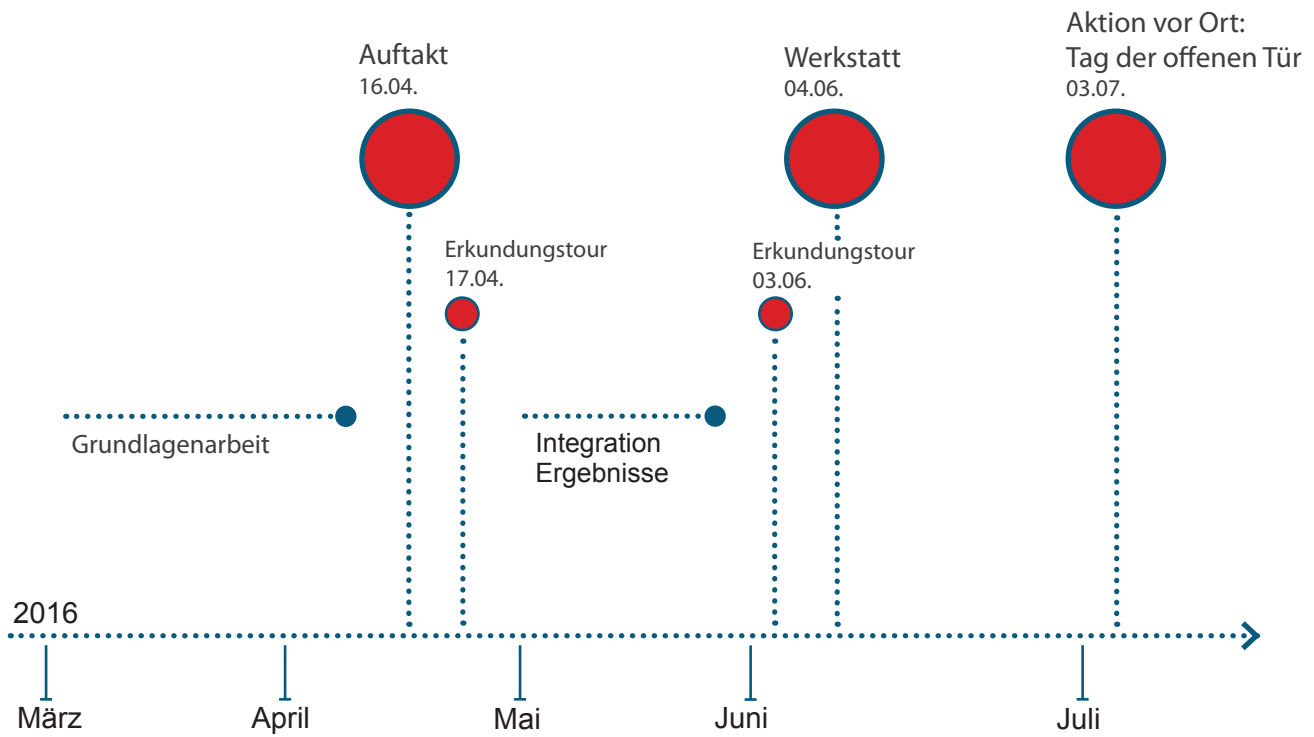 Auftakt
16.04.
Werkstatt
04.06.
Aktion vor Ort:
Tag der offenen Tür
03.07.
Erkundungstour
17.04.
Erkundungstour
03.06.
Grundlagenarbeit
Integration
Ergebnisse
2016
März
April
Mai
Juni
Juli